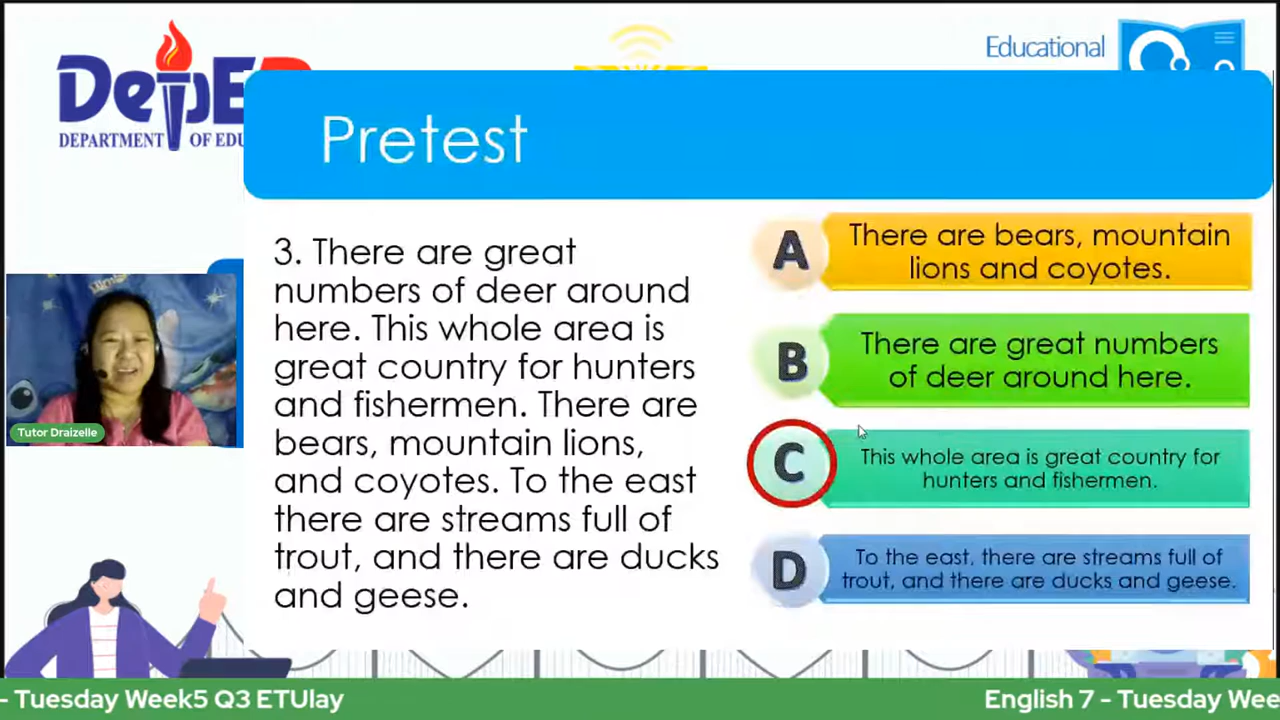 DepED
DEPARTMENT OF EDU
Educational
Pretest
3. There are great
numbers of deer around
here. This whole area is
great country for hunters
and fishermen. There are
bears, mountain lions,
and coyotes. To the east
there are streams full of
trout, and there are ducks
and geese.
A
There are bears, mountain
lions and coyotes.
B
There are great numbers
of deer around here.
C
This whole area is great country for
hunters and fishermen.
D
To the east, there are streams full of
trout, and there are ducks and geese.
Tutor Draizelle
- Tuesday Week5 Q3 ETUlay
English 7 - Tuesday Wee